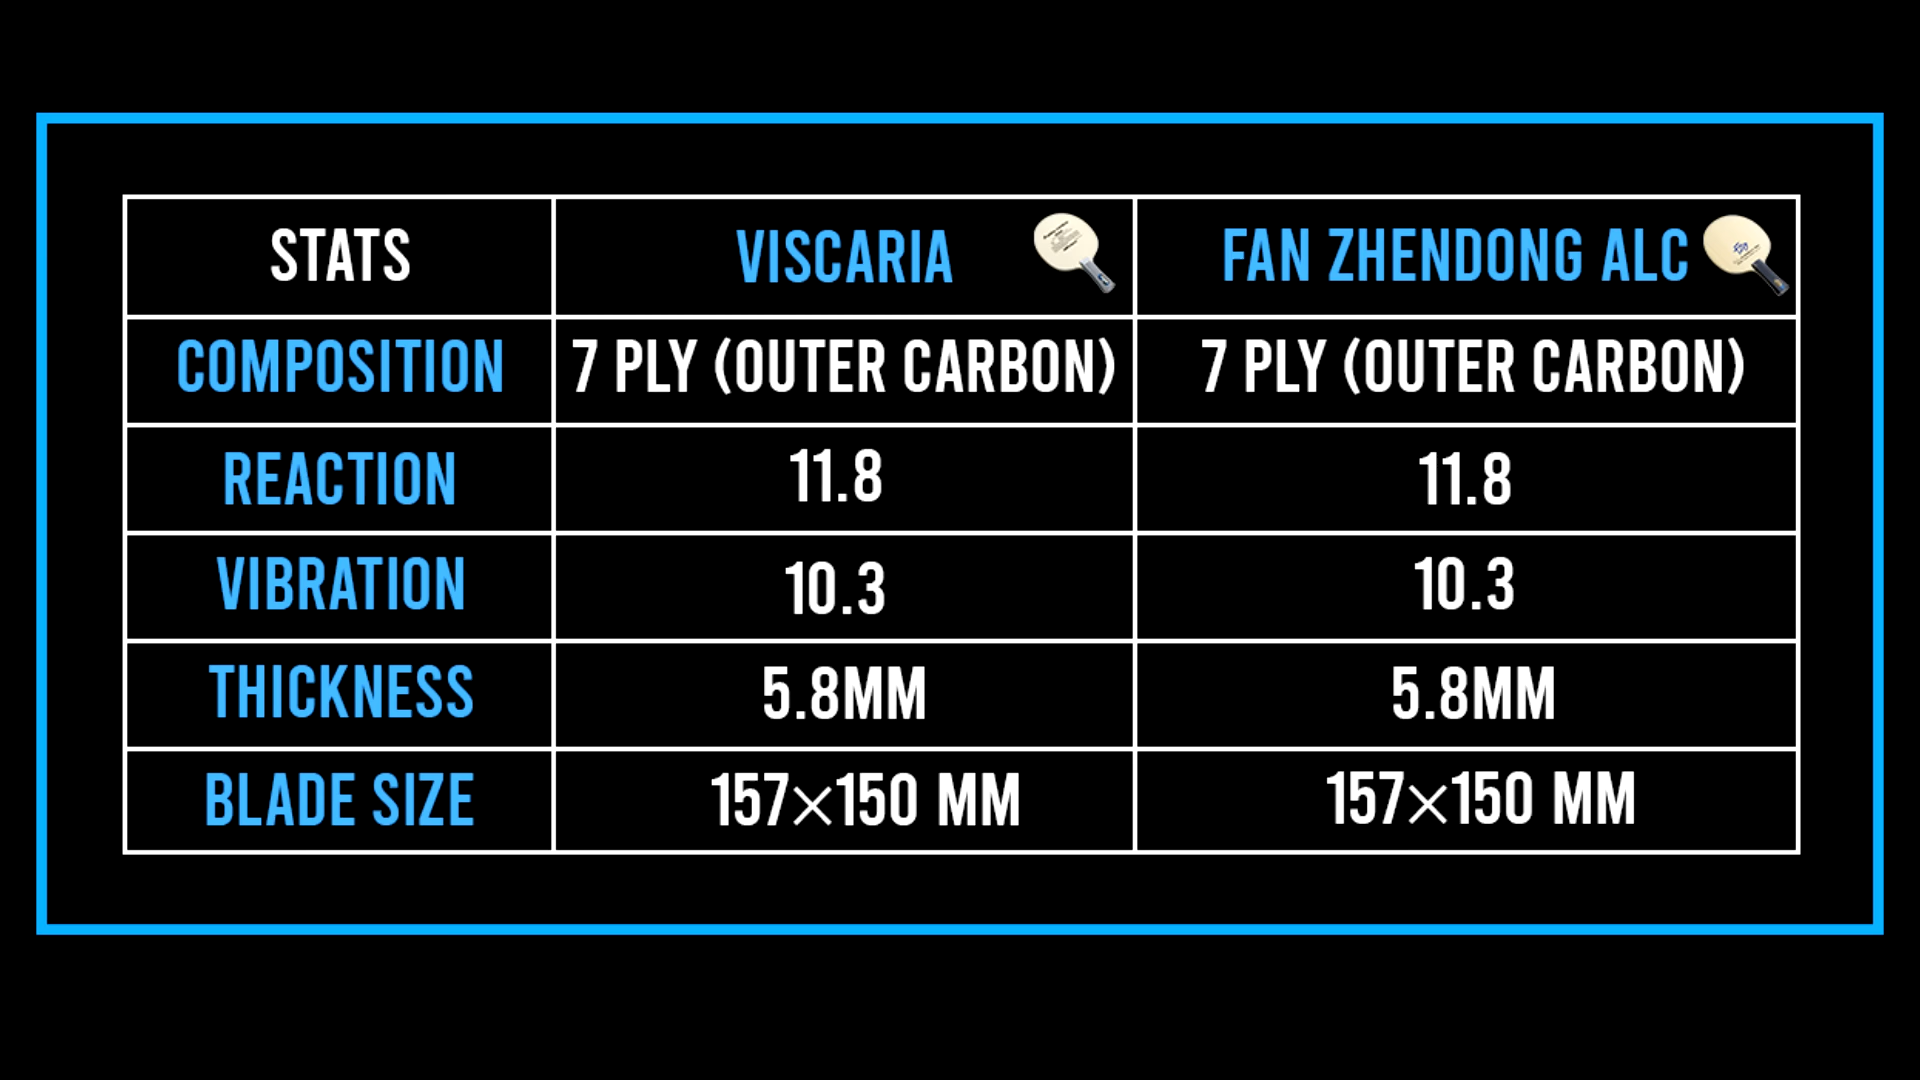 STATS
VISCARIA
FAN ZHENDONG ALC
COMPOSITION
7 PLY (OUTER CARBON)
7 PLY (OUTER CARBON)
REACTION
11.8
11.8
VIBRATION
10.3
10.3
THICKNESS
5.8MM
5.8MM
BLADE SIZE
157×150 MM
157×150 MM